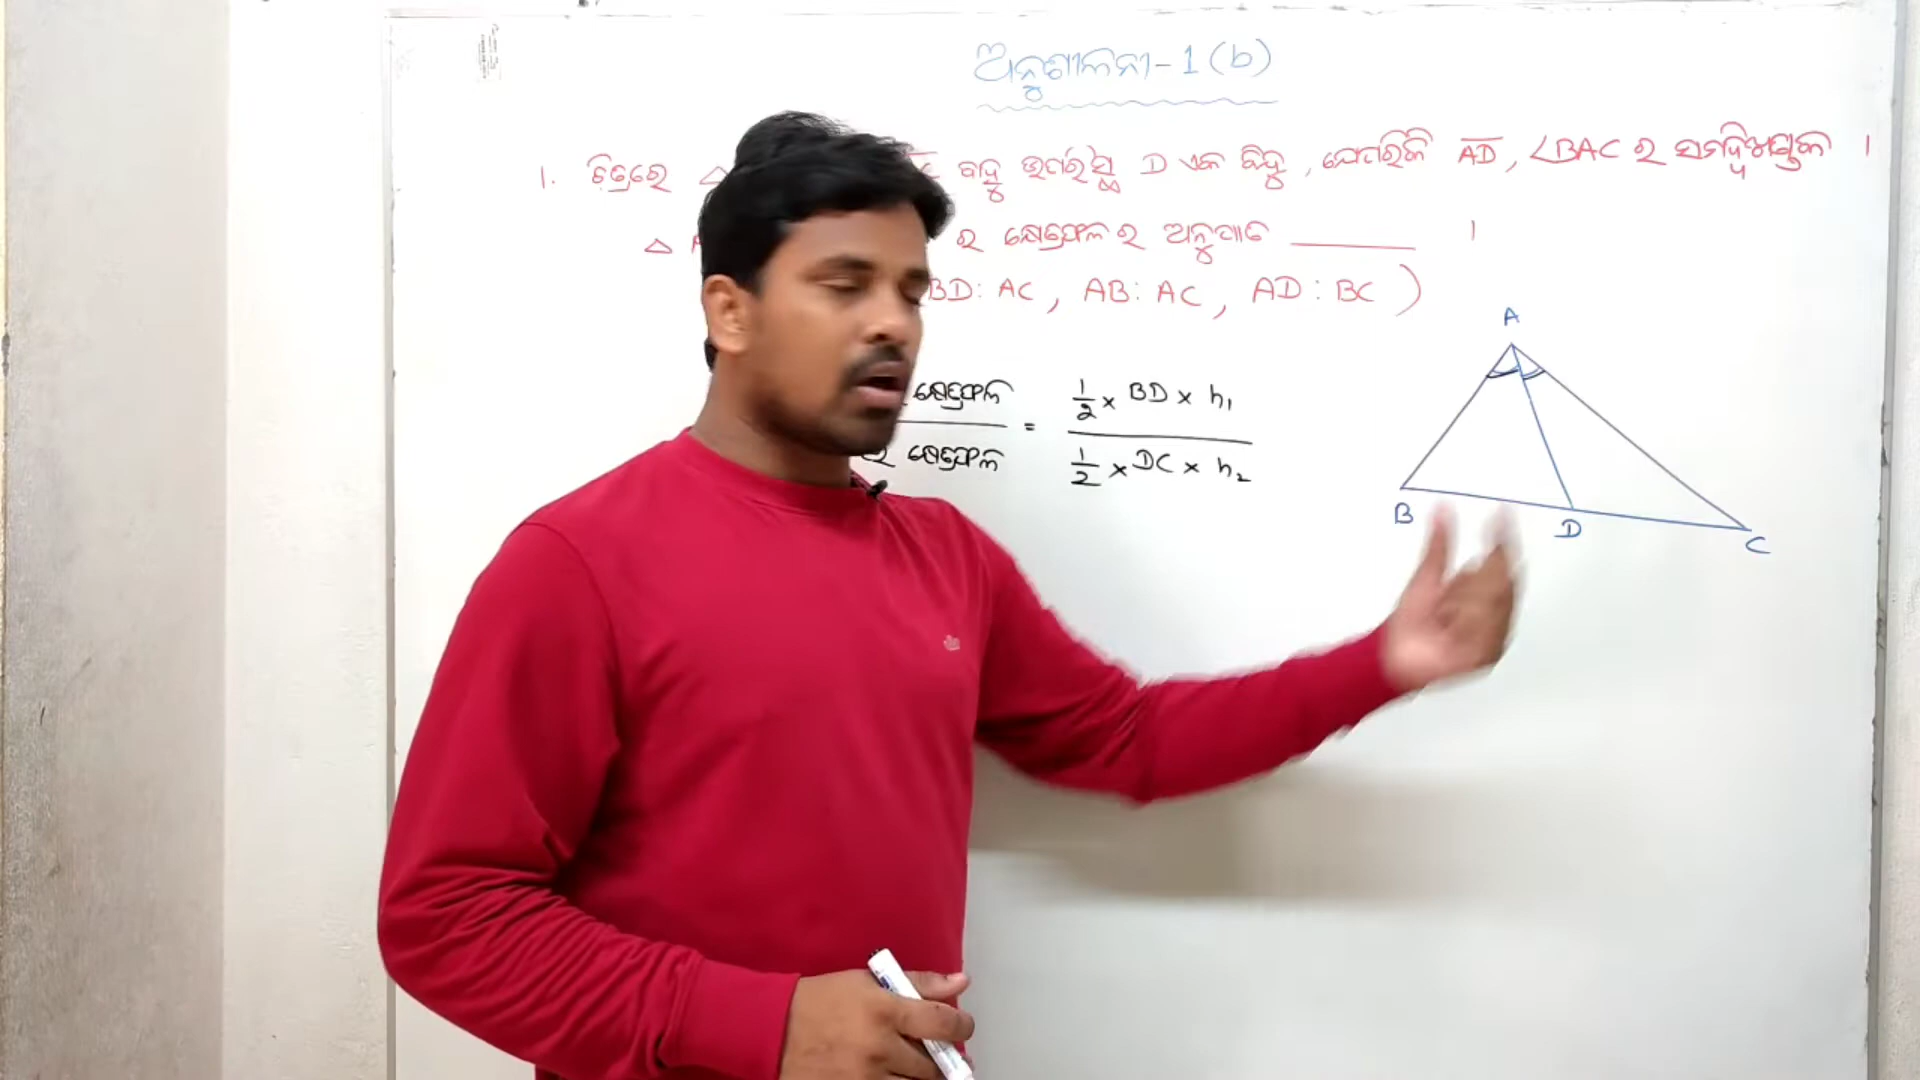 ଅନୁଶୀଳନୀ - 1 (b)
1. ଚିତ୍ରରେ △ ବାହୁ ଉପରିସ୍ଥ D ଏକ ବିନ୍ଦୁ, ଯେପରିକି AD, ∠BAC ର ସମଦ୍ୱିଖଣ୍ଡକ ।
△ ର କ୍ଷେତ୍ରଫଳ ର ଅନୁପାତ ______ ।
BD : AC, AB : AC, AD : BC )
A
କ୍ଷେତ୍ରଫଳ = 1/2 × BD × h₁
ର କ୍ଷେତ୍ରଫଳ 1/2 × DC × h₂
B D C